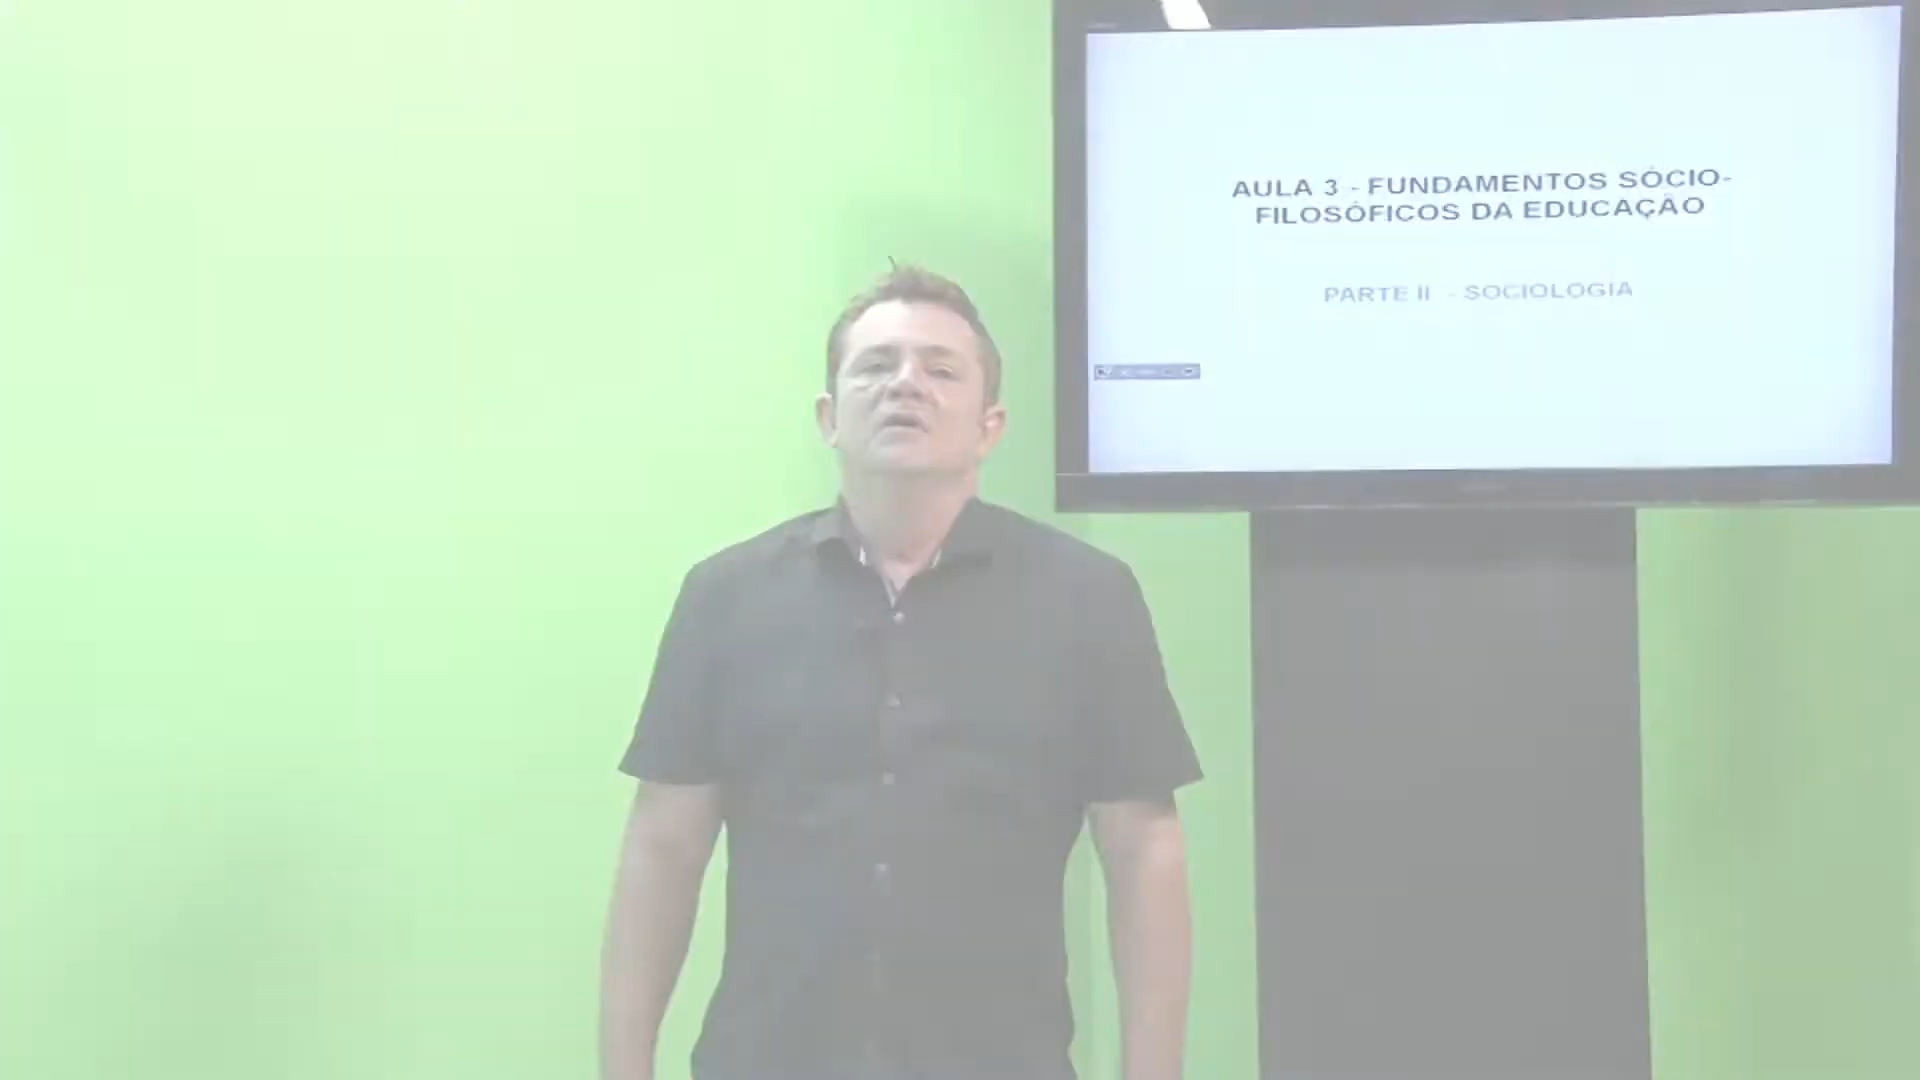 AULA 3 - FUNDAMENTOS SÓCIO-
FILOSÓFICOS DA EDUCAÇÃO
PARTE II - SOCIOLOGIA